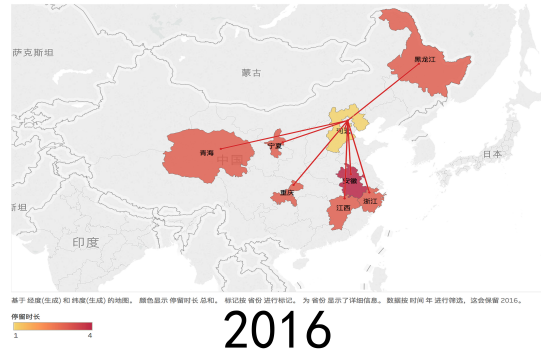 萨克斯坦
蒙古
黑龙江
河北
宁夏
青海
中国
日本
重庆
安徽
江西
浙江
斯坦
印度
基于 经度(生成) 和 纬度(生成) 的地图。 颜色显示 停留时长 总和。 标记按 省份 进行标记。 为 省份 显示了详细信息。 数据按 时间 年 进行筛选，这会保留 2016。
停留时长
1 4
2016